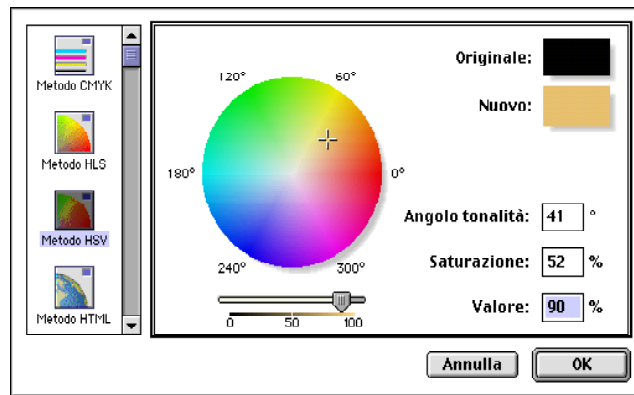 Metodo CMYK
Metodo HLS
Metodo HSV
Metodo HTML
120°
60°
180°
0°
240°
300°
0
50
100
Originale:
Nuovo:
Angolo tonalità: 41 °
Saturazione: 52 %
Valore: 90 %
Annulla
OK